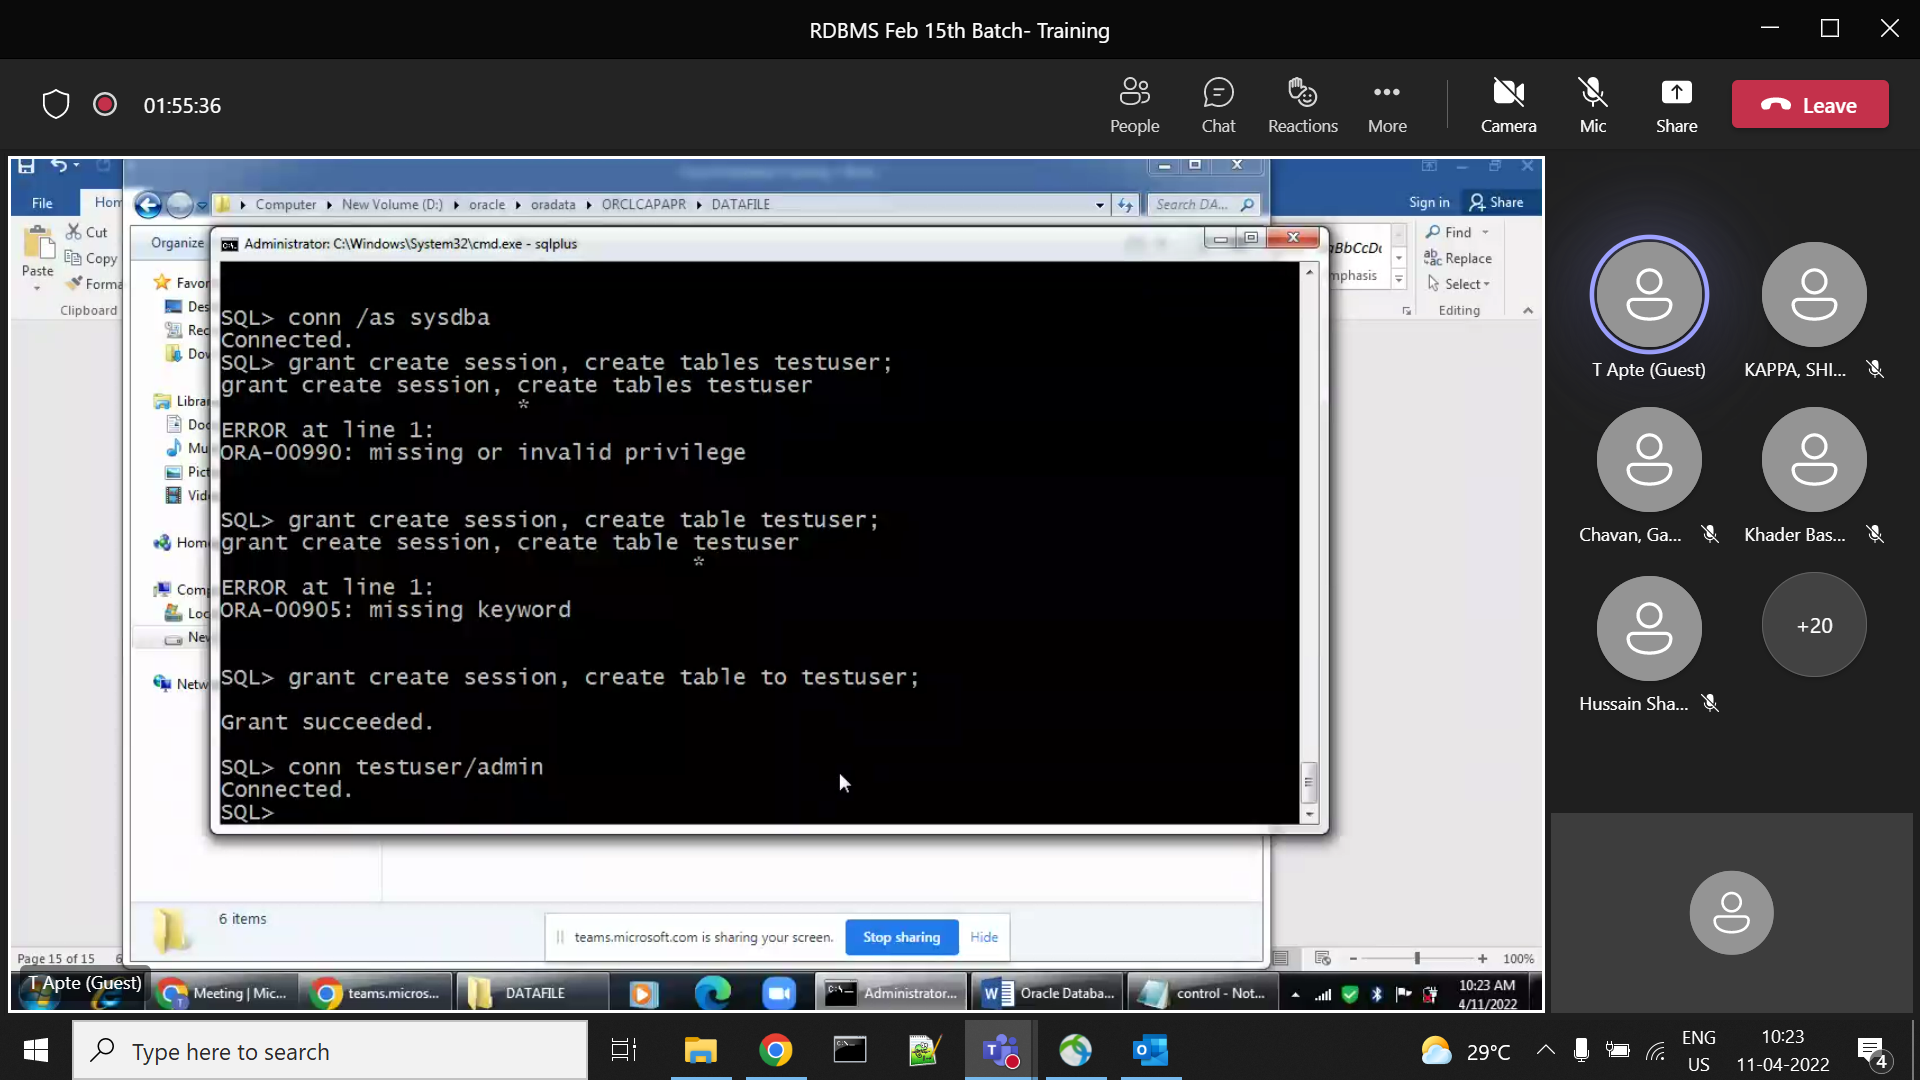 RDBMS Feb 15th Batch- Training
01:55:36
People
Chat
Reactions
More
Camera
Mic
Share
Leave
File
Hom
Sign in
Share
Computer
New Volume (D:)
oracle
oradata
ORCLCAPAPR
DATAFILE
Search DA...
Paste
Cut
Copy
Forma
Clipboard
Organize
Administrator: C:\Windows\System32\cmd.exe - sqlplus
Find
Replace
Select
Editing
Favor
Des
Rec
Dov
Librar
Doc
Mu
Pict
Vide
Home
Comp
Loc
New
Netw
SQL> conn /as sysdba
Connected.
SQL> grant create session, create tables testuser;
grant create session, create tables testuser
*
ERROR at line 1:
ORA-00990: missing or invalid privilege
SQL> grant create session, create table testuser;
grant create session, create table testuser
*
ERROR at line 1:
ORA-00905: missing keyword
SQL> grant create session, create table to testuser;
Grant succeeded.
SQL> conn testuser/admin
Connected.
SQL>
6 items
teams.microsoft.com is sharing your screen.
Stop sharing
Hide
Page 15 of 15
100%
T Apte (Guest)
Meeting | Mic...
teams.micros...
DATAFILE
Administrator...
Oracle Databa...
control - Not...
10:23 AM
4/11/2022
T Apte (Guest)
KAPPA, SHI...
Chavan, Ga...
Khader Bas...
Hussain Sha...
+20
Type here to search
29°C
ENG
US
10:23
11-04-2022
4